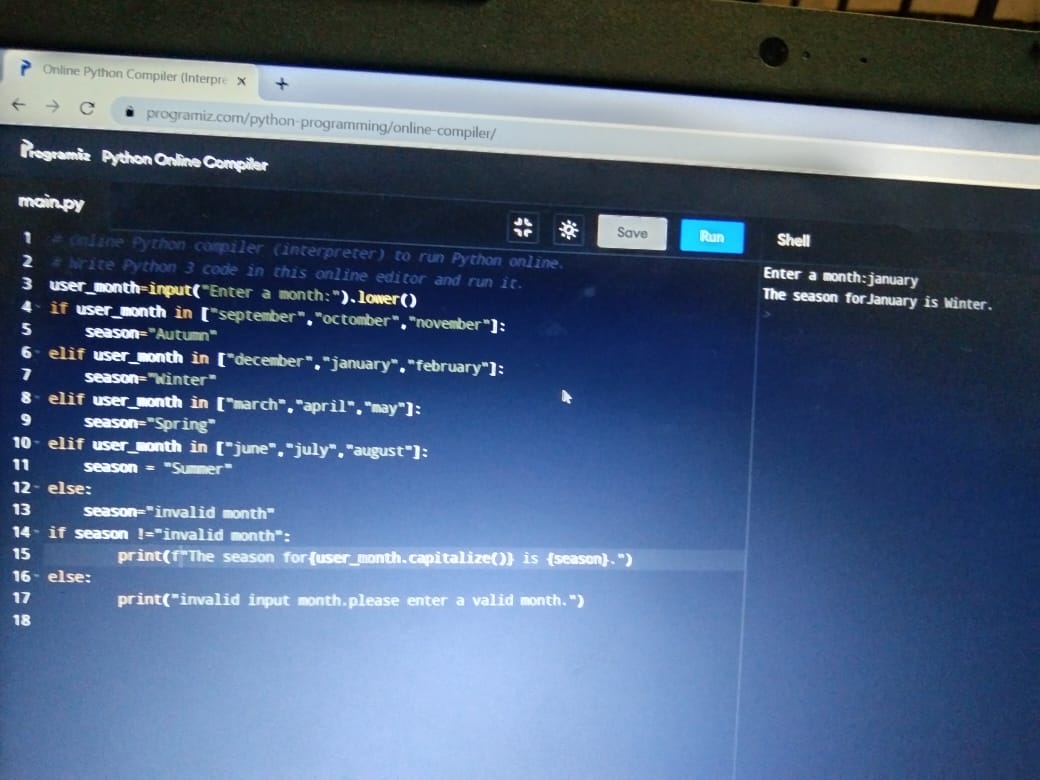 Online Python Compiler (Interpre
programiz.com/python-programming/online-compiler/
Programiz Python Online Compiler
main.py
Save
Run
Shell
1 # Online Python compiler (interpreter) to run Python online.
2 # Write Python 3 code in this online editor and run it.
3 user_month=input("Enter a month:").lower()
4 if user_month in ["september","octomber","november"]:
5 season="Autumn"
6 elif user_month in ["december","january","february"]:
7 season="Winter"
8 elif user_month in ["march","april","may"]:
9 season="Spring"
10 elif user_month in ["june","july","august"]:
11 season = "Summer"
12 else:
13 season="invalid month"
14 if season !="invalid month":
15 print(f"The season for{user_month.capitalize()} is {season}.")
16 else:
17 print("invalid input month.please enter a valid month.")
18
Enter a month:january
The season forJanuary is Winter.
>